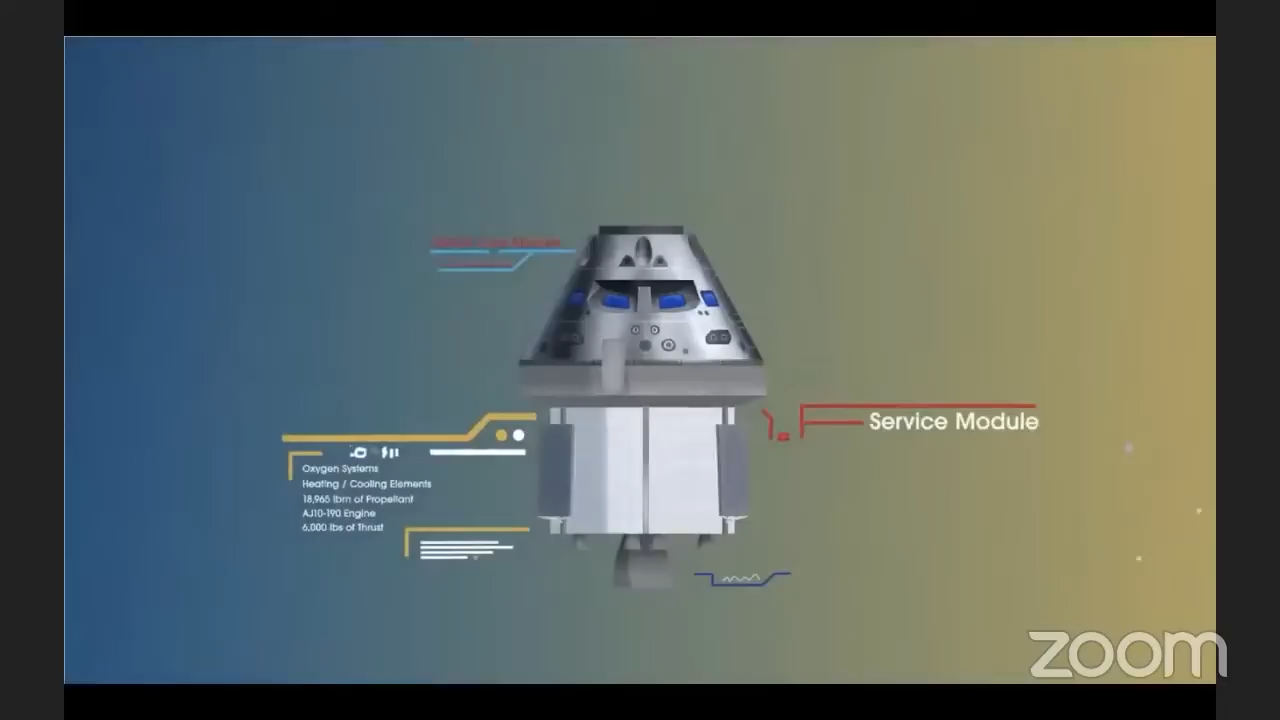 Service Module
Oxygen Systems
Heating / Cooling Elements
18,965 lbm of Propellant
AJ10-190 Engine
6,000 lbs of Thrust
zoom